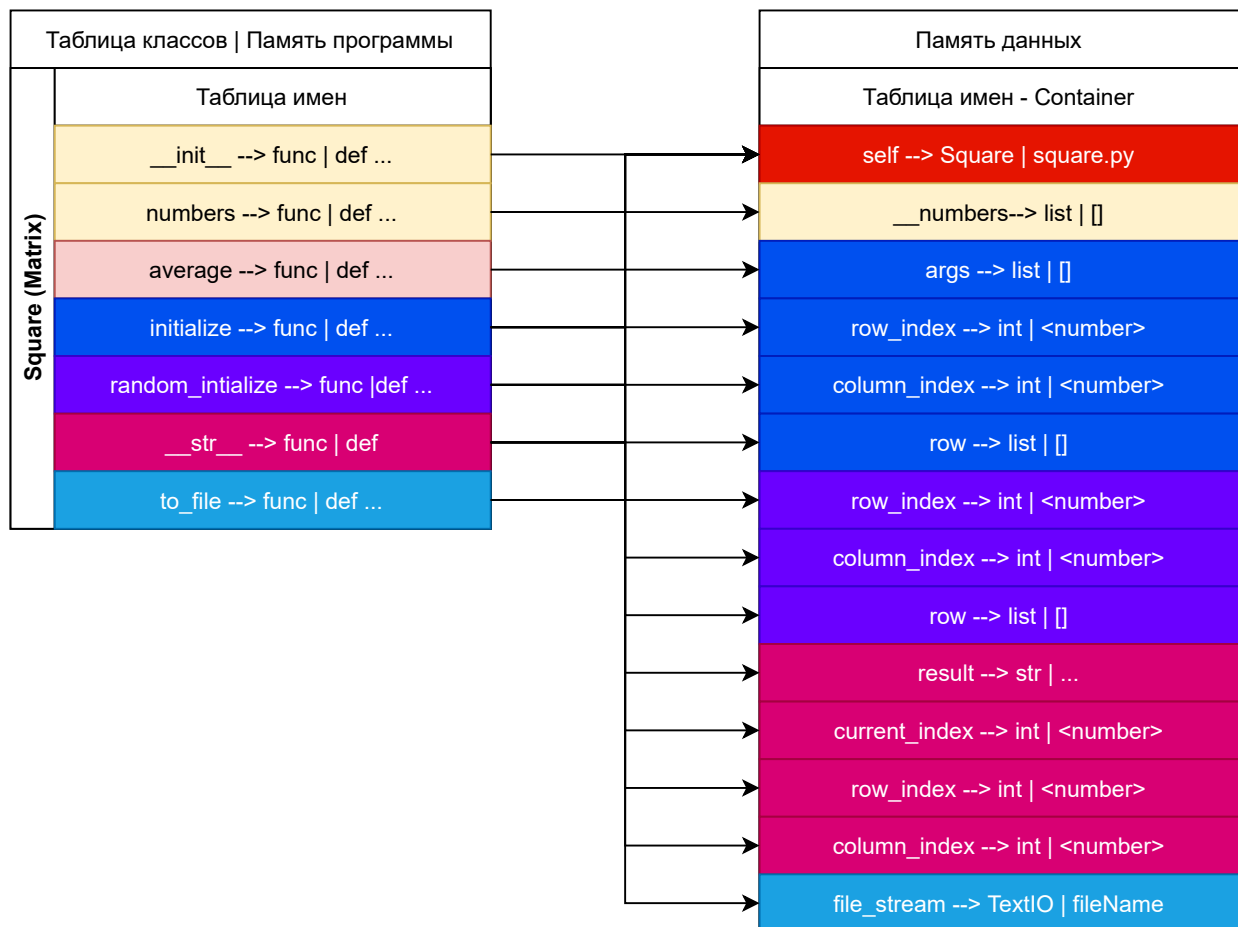 Таблица классов | Память программы
Square (Matrix)
Таблица имен
__init__ --> func | def ...
numbers --> func | def ...
average --> func | def ...
initialize --> func | def ...
random_intialize --> func |def ...
__str__ --> func | def
to_file --> func | def ...
Память данных
Таблица имен - Container
self --> Square | square.py
__numbers--> list | []
args --> list | []
row_index --> int | <number>
column_index --> int | <number>
row --> list | []
row_index --> int | <number>
column_index --> int | <number>
row --> list | []
result --> str | ...
current_index --> int | <number>
row_index --> int | <number>
column_index --> int | <number>
file_stream --> TextIO | fileName